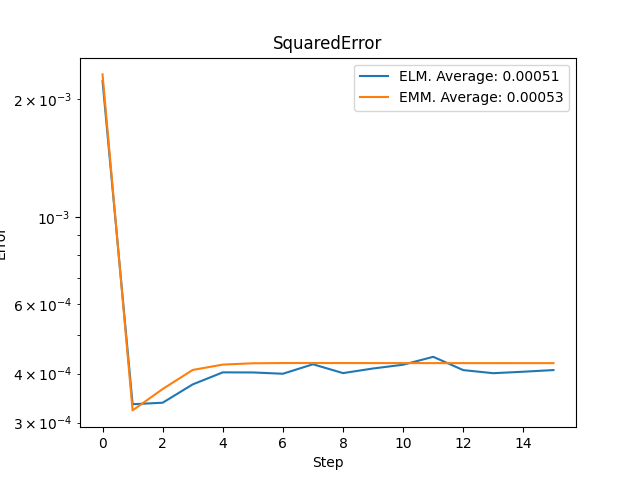 SquaredError
ELM. Average: 0.00051
EMM. Average: 0.00053
2 × 10⁻³
10⁻³
6 × 10⁻⁴
4 × 10⁻⁴
3 × 10⁻⁴
Error
0 2 4 6 8 10 12 14
Step